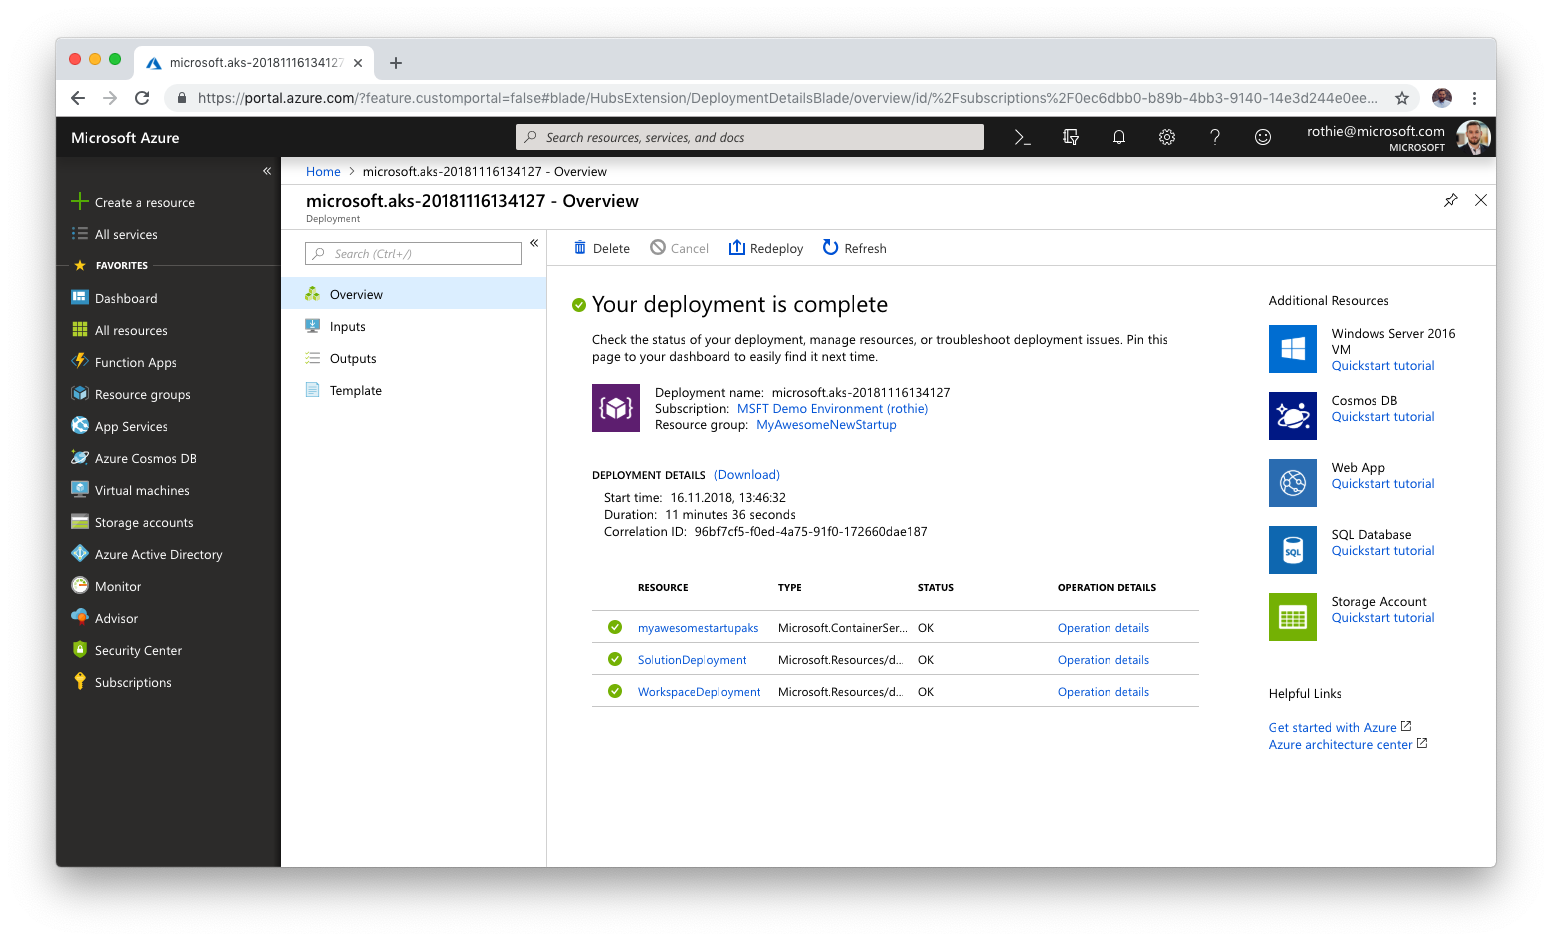 microsoft.aks-20181116134127
https://portal.azure.com/?feature.customportal=false#blade/HubsExtension/DeploymentDetailsBlade/overview/id/%2Fsubscriptions%2F0ec6dbb0-b89b-4bb3-9140-14e3d244e0ee...
Microsoft Azure
Search resources, services, and docs
rothie@microsoft.com
MICROSOFT
Create a resource
All services
FAVORITES
Dashboard
All resources
Function Apps
Resource groups
App Services
Azure Cosmos DB
Virtual machines
Storage accounts
Azure Active Directory
Monitor
Advisor
Security Center
Subscriptions
Home > microsoft.aks-20181116134127 - Overview
microsoft.aks-20181116134127 - Overview
Deployment
Search (Ctrl+/)
Overview
Inputs
Outputs
Template
Delete Cancel Redeploy Refresh
Your deployment is complete
Check the status of your deployment, manage resources, or troubleshoot deployment issues. Pin this
page to your dashboard to easily find it next time.
Deployment name: microsoft.aks-20181116134127
Subscription: MSFT Demo Environment (rothie)
Resource group: MyAwesomeNewStartup
DEPLOYMENT DETAILS (Download)
Start time: 16.11.2018, 13:46:32
Duration: 11 minutes 36 seconds
Correlation ID: 96bf7cf5-f0ed-4a75-91f0-172660dae187
RESOURCE TYPE STATUS OPERATION DETAILS
myawesomestartupaks Microsoft.ContainerSer... OK Operation details
SolutionDeployment Microsoft.Resources/d... OK Operation details
WorkspaceDeployment Microsoft.Resources/d... OK Operation details
Additional Resources
Windows Server 2016
VM
Quickstart tutorial
Cosmos DB
Quickstart tutorial
Web App
Quickstart tutorial
SQL
SQL Database
Quickstart tutorial
Storage Account
Quickstart tutorial
Helpful Links
Get started with Azure
Azure architecture center